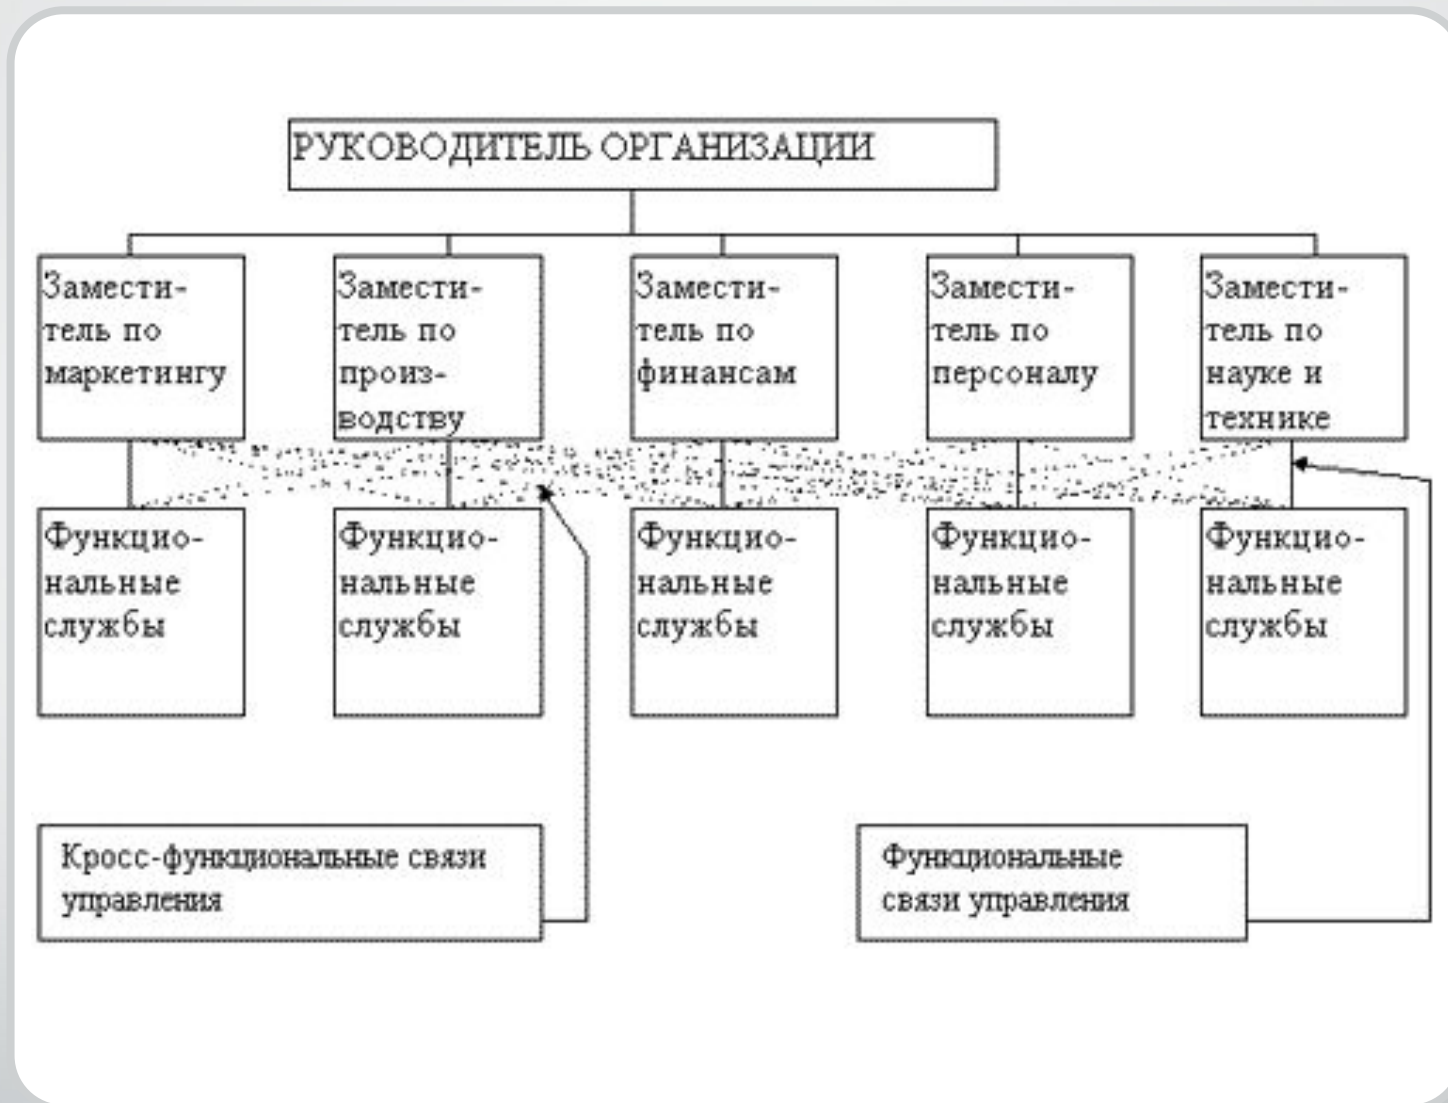 РУКОВОДИТЕЛЬ ОРГАНИЗАЦИИ
Замести-
тель по
маркетингу
Замести-
тель по
произ-
водству
Замести-
тель по
финансам
Замести-
тель по
персоналу
Замести-
тель по
науке и
технике
Функцио-
нальные
службы
Функцио-
нальные
службы
Функцио-
нальные
службы
Функцио-
нальные
службы
Функцио-
нальные
службы
Кросс-функциональные связи
управления
Функциональные
связи управления